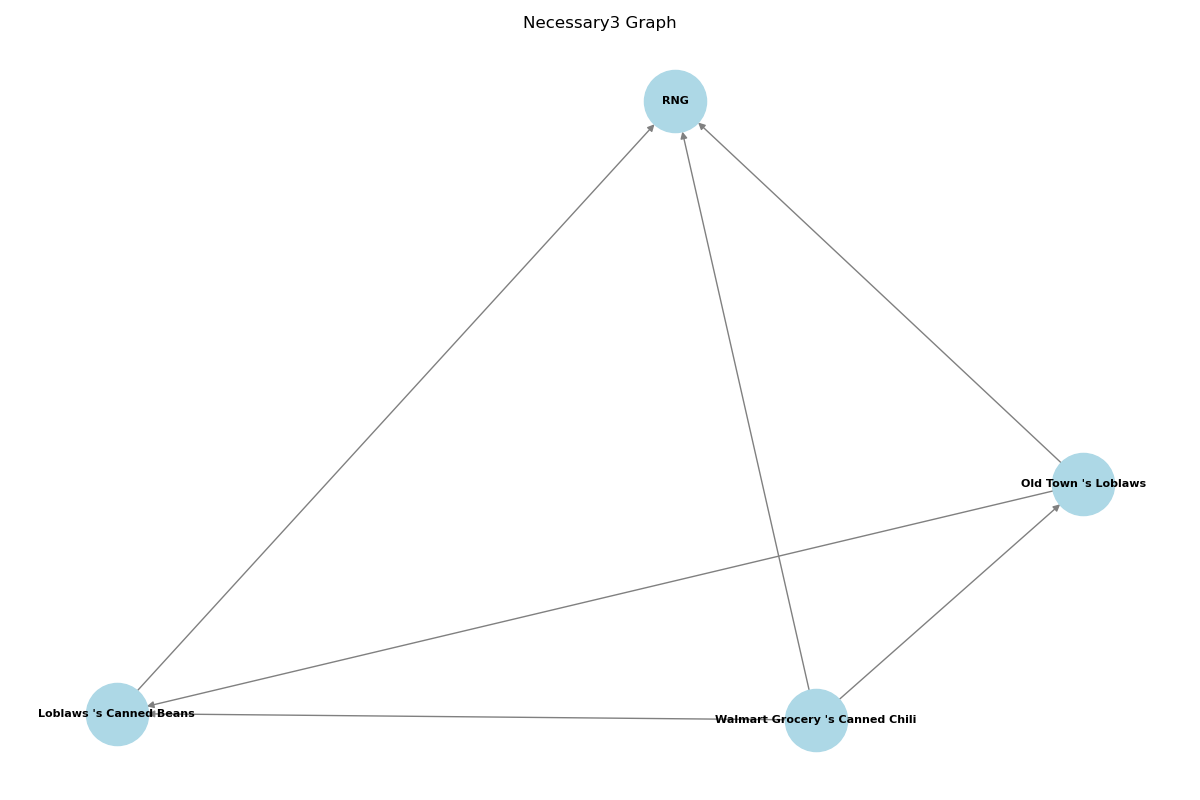 Necessary3 Graph
RNG
Old Town 's Loblaws
Loblaws 's Canned Beans
Walmart Grocery 's Canned Chili